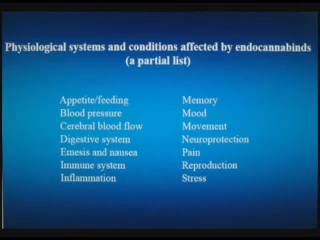 Physiological systems and conditions affected by endocannabinds
(a partial list)
Appetite/feeding
Blood pressure
Cerebral blood flow
Digestive system
Emesis and nausea
Immune system
Inflammation
Memory
Mood
Movement
Neuroprotection
Pain
Reproduction
Stress